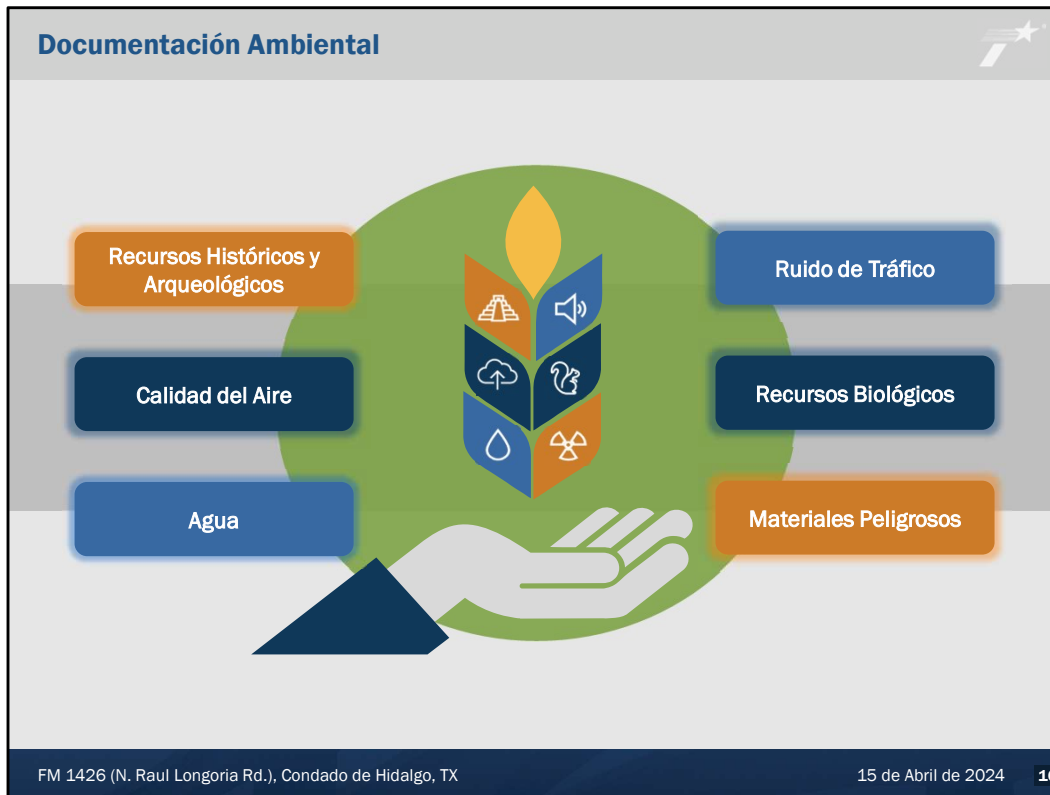 Documentación Ambiental
Recursos Históricos y
Arqueológicos
Calidad del Aire
Agua
Ruido de Tráfico
Recursos Biológicos
Materiales Peligrosos
FM 1426 (N. Raul Longoria Rd.), Condado de Hidalgo, TX
15 de Abril de 2024